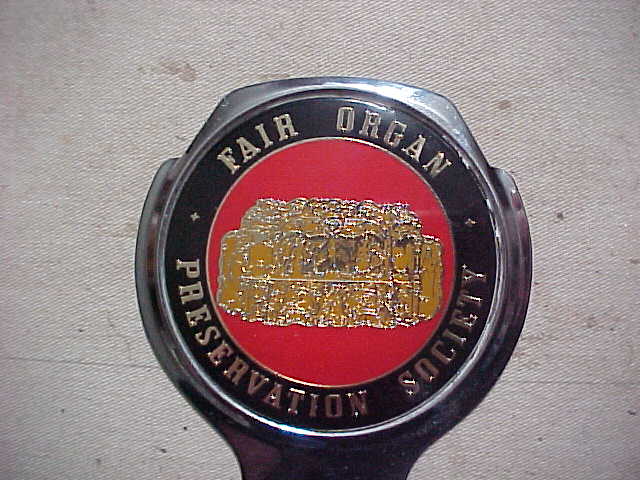 FAIR ORGAN
PRESERVATION SOCIETY